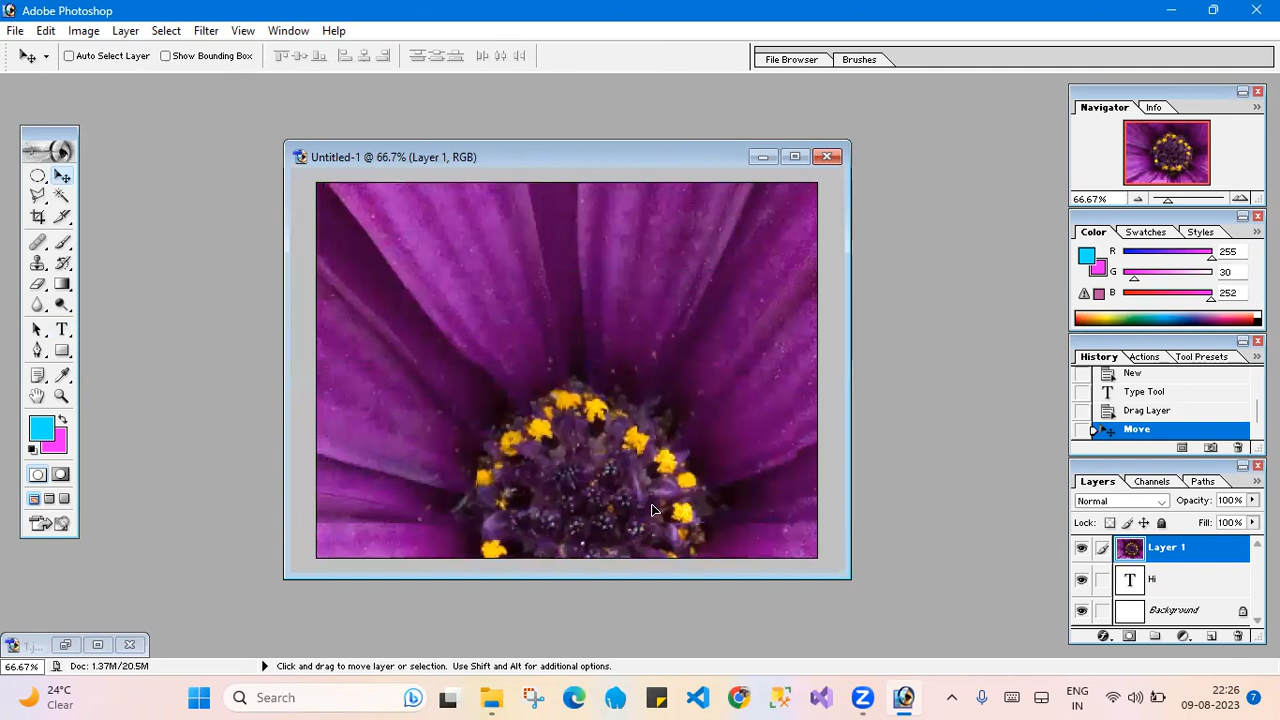 Adobe Photoshop
File Edit Image Layer Select Filter View Window Help
Auto Select Layer Show Bounding Box File Browser Brushes
Untitled-1 @ 66.7% (Layer 1, RGB)
Navigator Info
66.67%
Color Swatches Styles
R 255
G 30
B 252
History Actions Tool Presets
New
T Type Tool
Drag Layer
Move
Layers Channels Paths
Normal Opacity: 100%
Lock: Fill: 100%
Layer 1
T Hi
Background
1.j...
66.67% Doc: 1.37M/20.5M Click and drag to move layer or selection. Use Shift and Alt for additional options.
24°C
Clear
Search
ENG
IN
22:26
09-08-2023
7